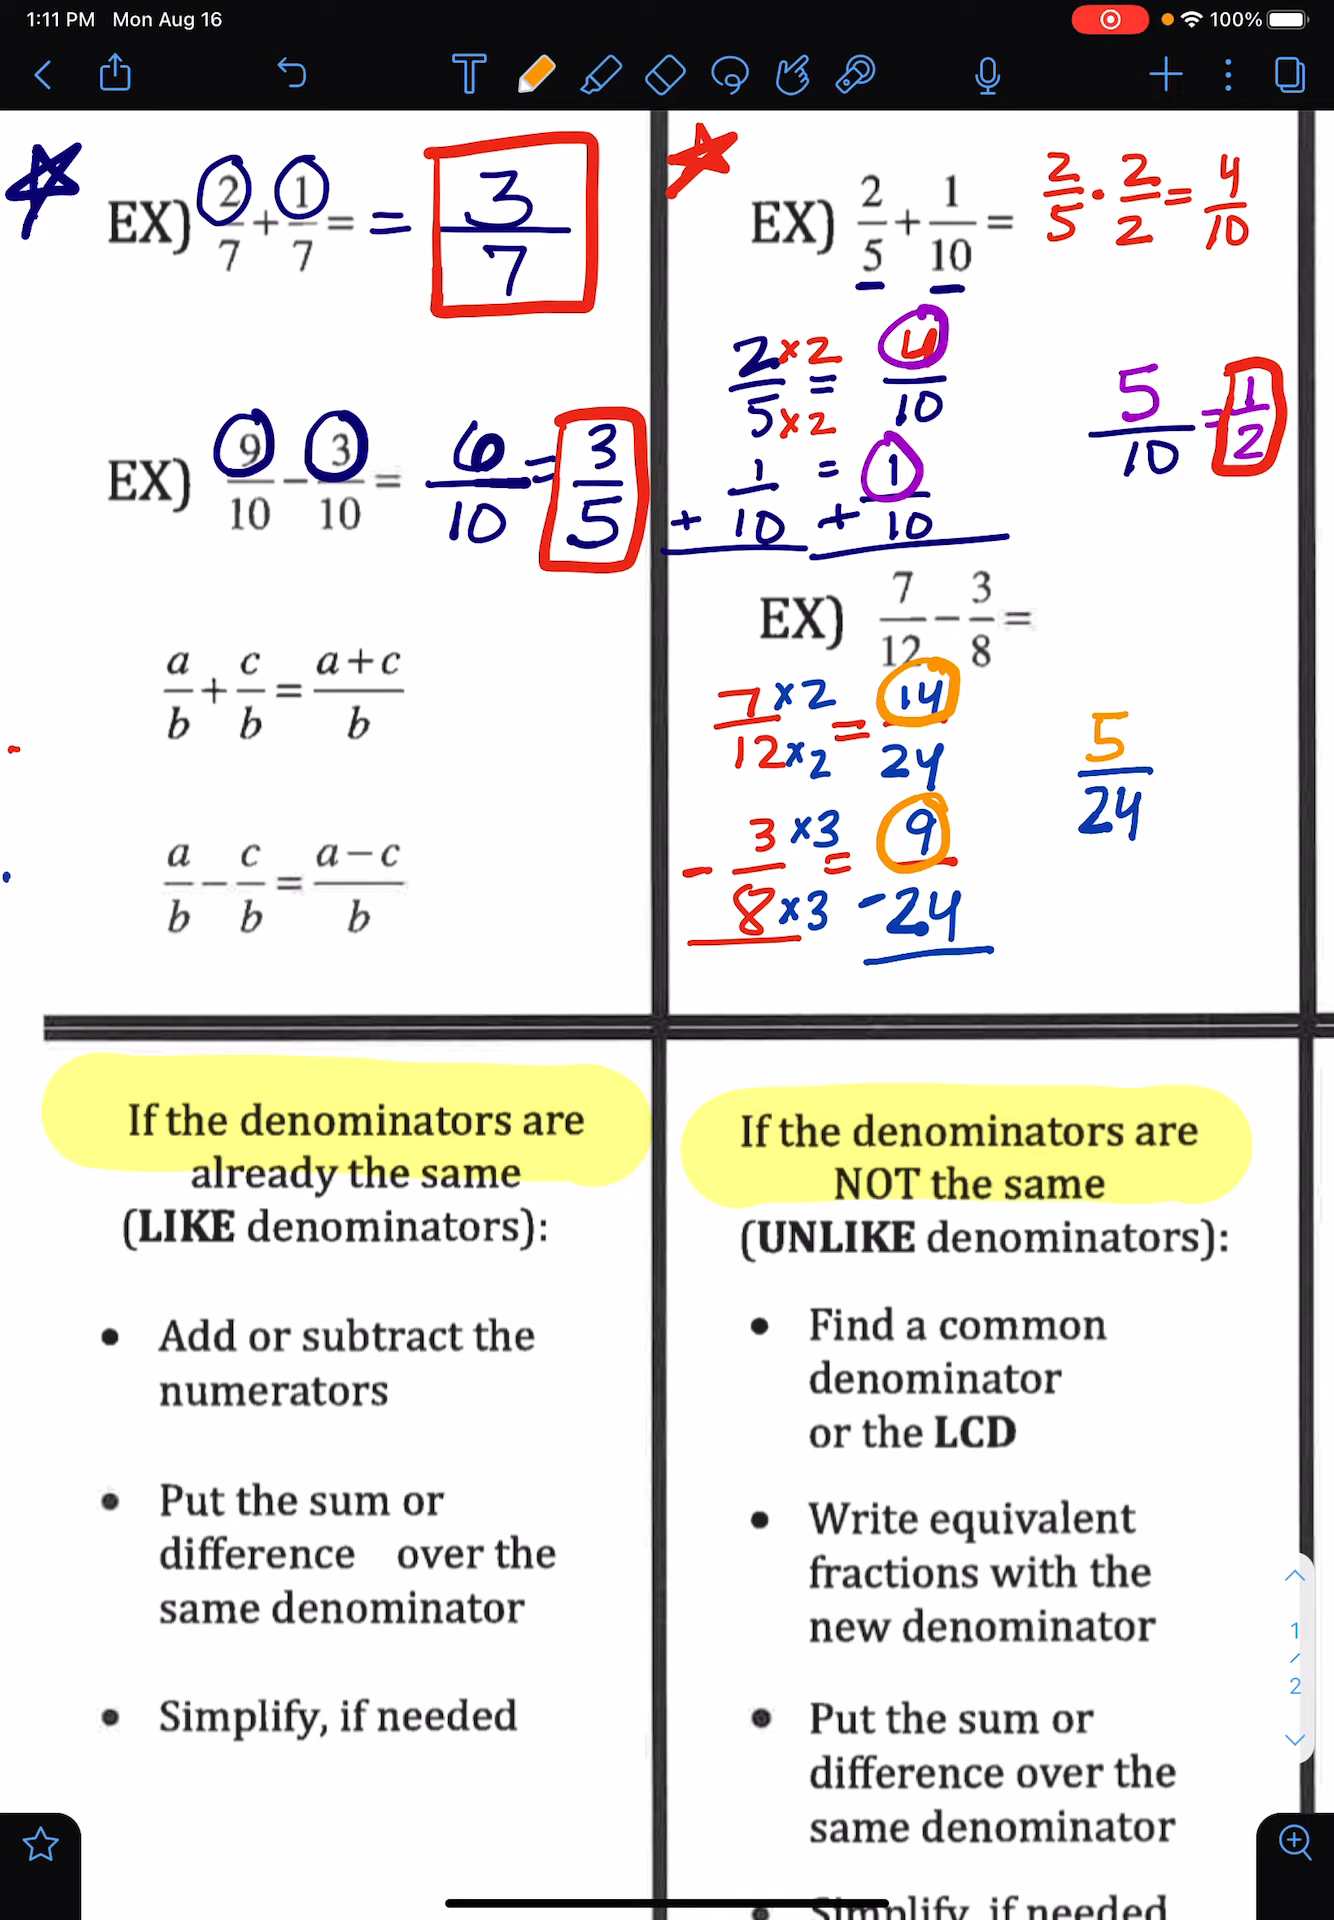 1:11 PM Mon Aug 16
100%
EX) 2/7 + 1/7 = = 3/7
EX) 9/10 − 3/10 = 6/10 = 3/5
a/b + c/b = a+c/b
a/b − c/b = a−c/b
EX) 2/5 + 1/10 = 2/5 · 2/2 = 4/10
2×2/5×2 = 4/10
+ 1/10 = + 1/10
5/10 = 1/2
EX) 7/12 − 3/8 =
7×2/12×2 = 14/24
− 3×3/8×3 = − 9/24
5/24
If the denominators are
already the same
(LIKE denominators):
• Add or subtract the
numerators
• Put the sum or
difference over the
same denominator
• Simplify, if needed
If the denominators are
NOT the same
(UNLIKE denominators):
• Find a common
denominator
or the LCD
• Write equivalent
fractions with the
new denominator
• Put the sum or
difference over the
same denominator
• Simplify, if needed
1
/
2